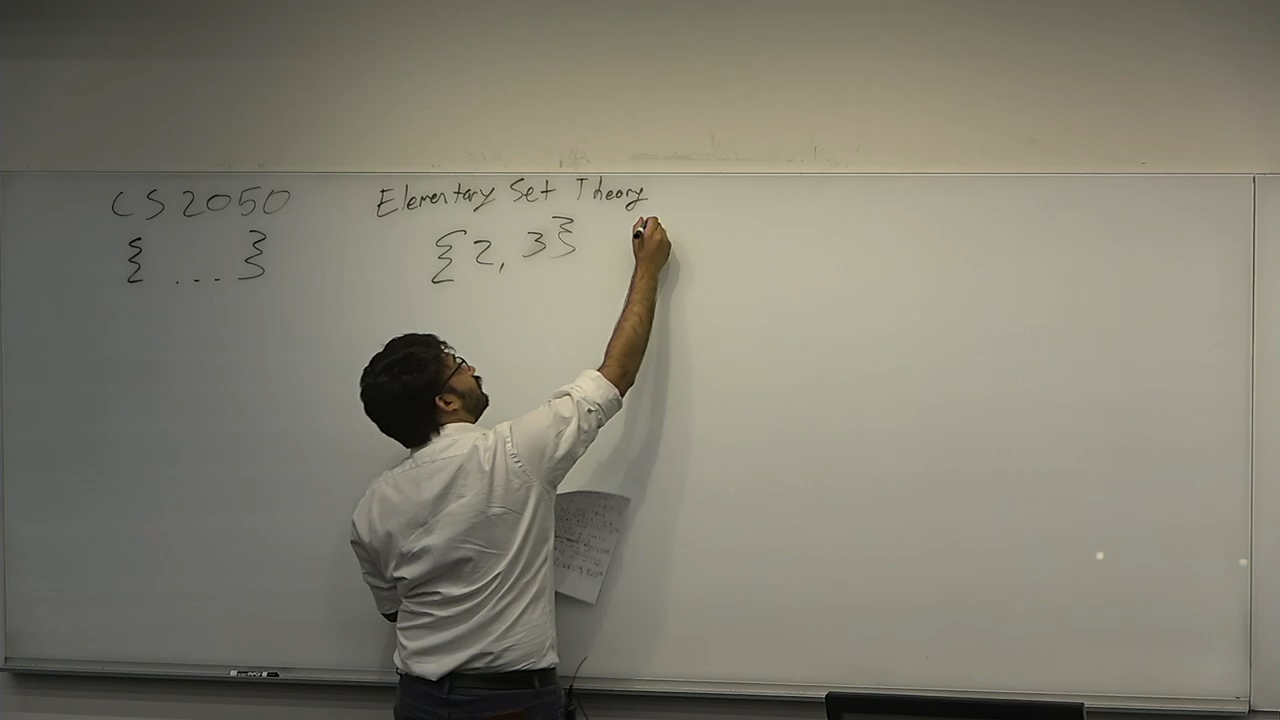 CS 2050 Elementary Set Theory
{ ... } {2, 3}